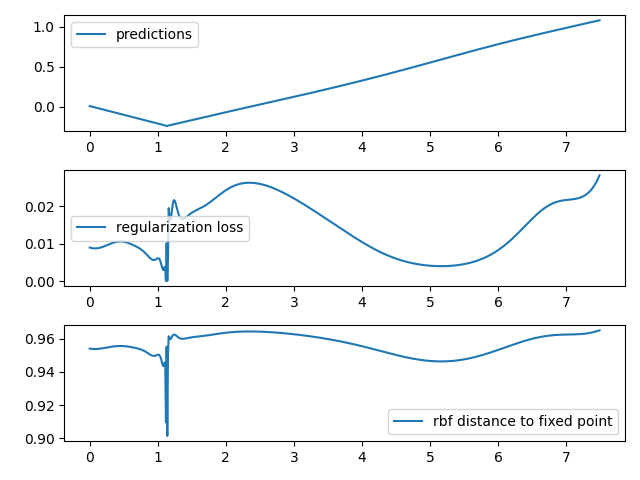 1.0
0.5
0.0
predictions
0 1 2 3 4 5 6 7
0.02
0.01
0.00
regularization loss
0 1 2 3 4 5 6 7
0.96
0.94
0.92
0.90
rbf distance to fixed point
0 1 2 3 4 5 6 7